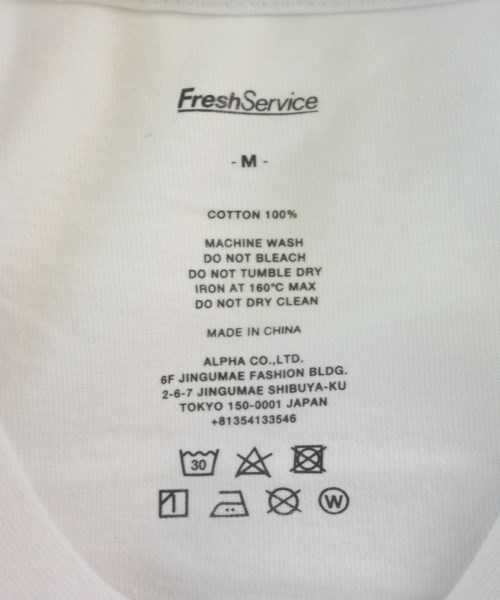 FreshService
- M -
COTTON 100%
MACHINE WASH
DO NOT BLEACH
DO NOT TUMBLE DRY
IRON AT 160°C MAX
DO NOT DRY CLEAN
MADE IN CHINA
ALPHA CO.,LTD.
6F JINGUMAE FASHION BLDG.
2-6-7 JINGUMAE SHIBUYA-KU
TOKYO 150-0001 JAPAN
+81354133546
30
W